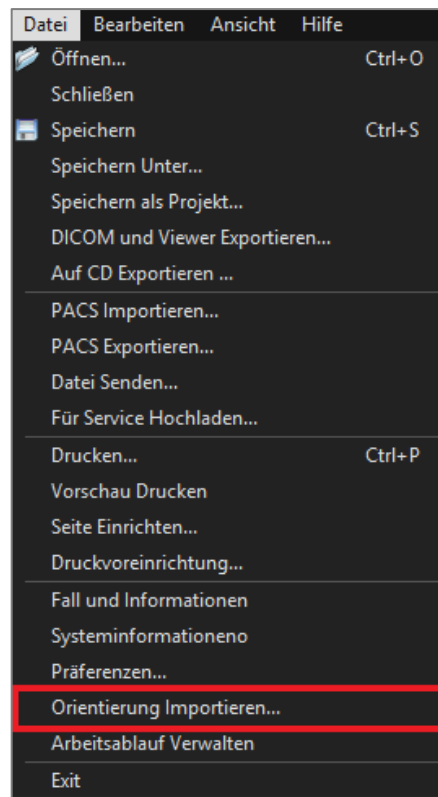 Datei Bearbeiten Ansicht Hilfe
Öffnen... Ctrl+O
Schließen
Speichern Ctrl+S
Speichern Unter...
Speichern als Projekt...
DICOM und Viewer Exportieren...
Auf CD Exportieren ...
PACS Importieren...
PACS Exportieren...
Datei Senden...
Für Service Hochladen...
Drucken... Ctrl+P
Vorschau Drucken
Seite Einrichten...
Druckvoreinrichtung...
Fall und Informationen
Systeminformationeno
Präferenzen...
Orientierung Importieren...
Arbeitsablauf Verwalten
Exit